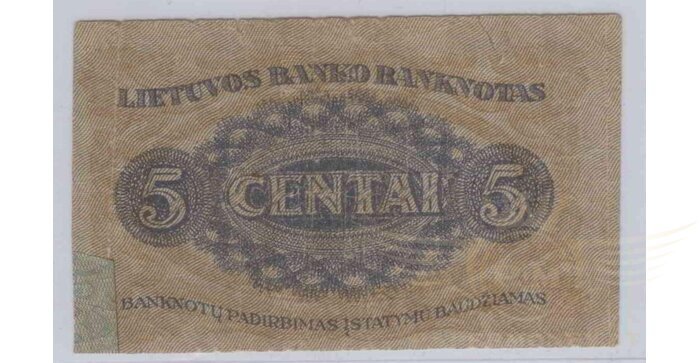 LIETUVOS BANKO BANKNOTAS
5 CENTAI 5
BANKNOTŲ PADIRBIMAS ĮSTATYMU BAUDŽIAMAS